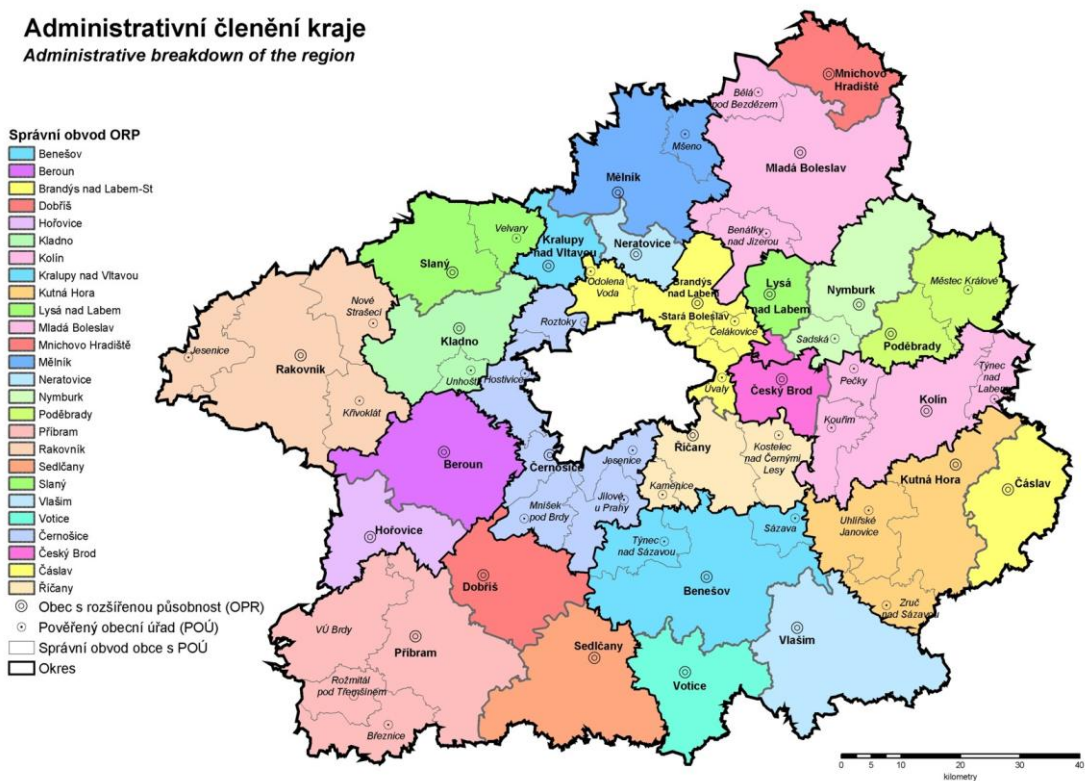 Administrativní členění kraje
Administrative breakdown of the region
Správní obvod ORP
Benešov
Beroun
Brandýs nad Labem-St
Dobříš
Hořovice
Kladno
Kolín
Kralupy nad Vltavou
Kutná Hora
Lysá nad Labem
Mladá Boleslav
Mnichovo Hradiště
Mělník
Neratovice
Nymburk
Poděbrady
Příbram
Rakovník
Sedlčany
Slaný
Vlašim
Votice
Černošice
Český Brod
Čáslav
Říčany
Obec s rozšířenou působnost (OPR)
Pověřený obecní úřad (POÚ)
Správní obvod obce s POÚ
Okres
Mnichovo
Hradiště
Bělá
pod Bezdězem
Mšeno
Mladá Boleslav
Mělník
Velvary
Kralupy
nad Vltavou
Neratovice
Benátky
nad Jizerou
Slaný
Odolena
Voda
Brandýs
nad Labem
-Stará Boleslav
Lysá
nad Labem
Nymburk
Městec Králové
Nové
Strašecí
Roztoky
Čelákovice
Sadská
Poděbrady
Jesenice
Rakovník
Kladno
Unhošť
Hostivice
Úvaly
Český Brod
Pečky
Týnec
nad
Labem
Křivoklát
Kouřim
Kolín
Beroun
Černošice
Jesenice
Říčany
Kostelec
nad Černými
Lesy
Kamenice
Kutná Hora
Čáslav
Mníšek
pod Brdy
Jílové
u Prahy
Hořovice
Týnec
nad Sázavou
Sázava
Uhlířské
Janovice
Dobříš
Benešov
Zruč
nad Sázavou
VÚ Brdy
Příbram
Sedlčany
Vlašim
Votice
Rožmitál
pod Třemšínem
Březnice
0 5 10 20 30 40
kilometry